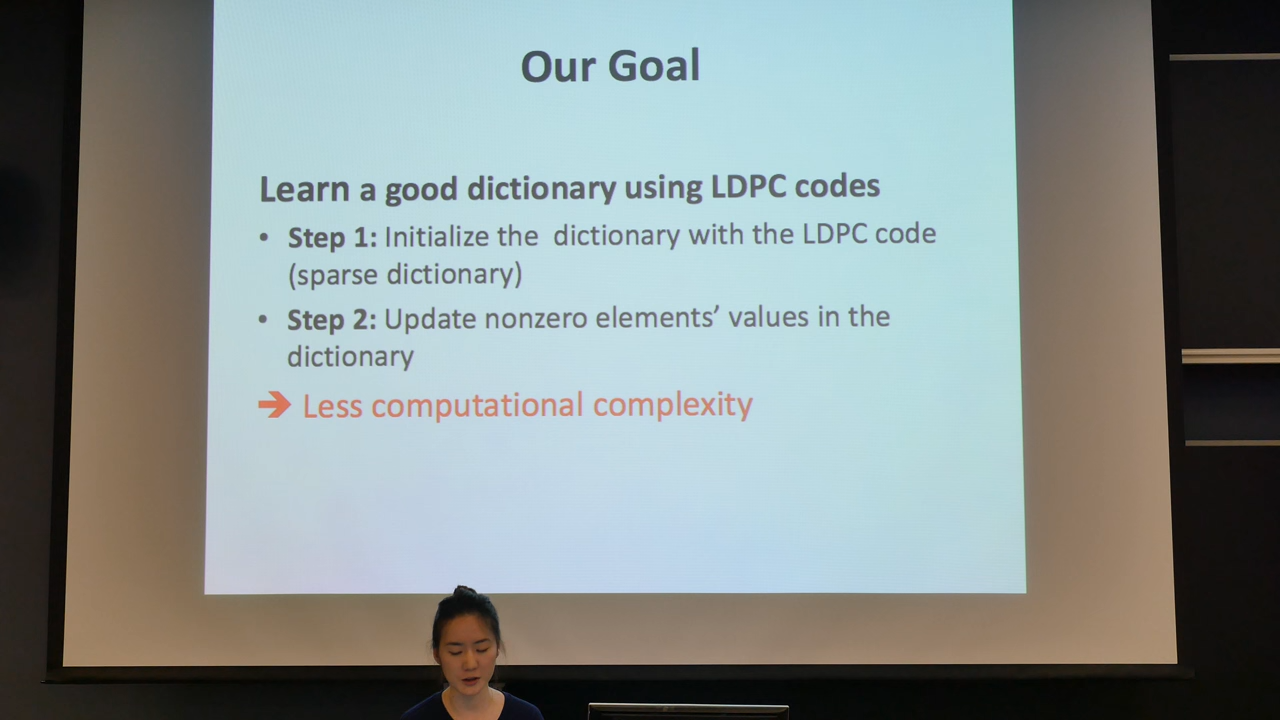 Our Goal
Learn a good dictionary using LDPC codes
• Step 1: Initialize the  dictionary with the LDPC code
(sparse dictionary)
• Step 2: Update nonzero elements’ values in the
dictionary
➔ Less computational complexity